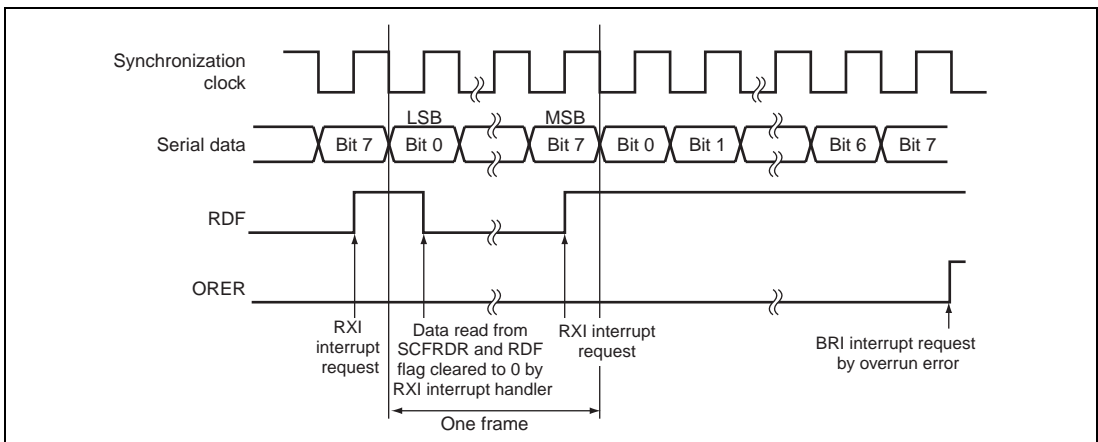 Synchronization
clock
LSB
MSB
Serial data
Bit 7
Bit 0
Bit 7
Bit 0
Bit 1
Bit 6
Bit 7
RDF
ORER
RXI
interrupt
request
Data read from
SCFRDR and RDF
flag cleared to 0 by
RXI interrupt handler
RXI interrupt
request
BRI interrupt request
by overrun error
One frame